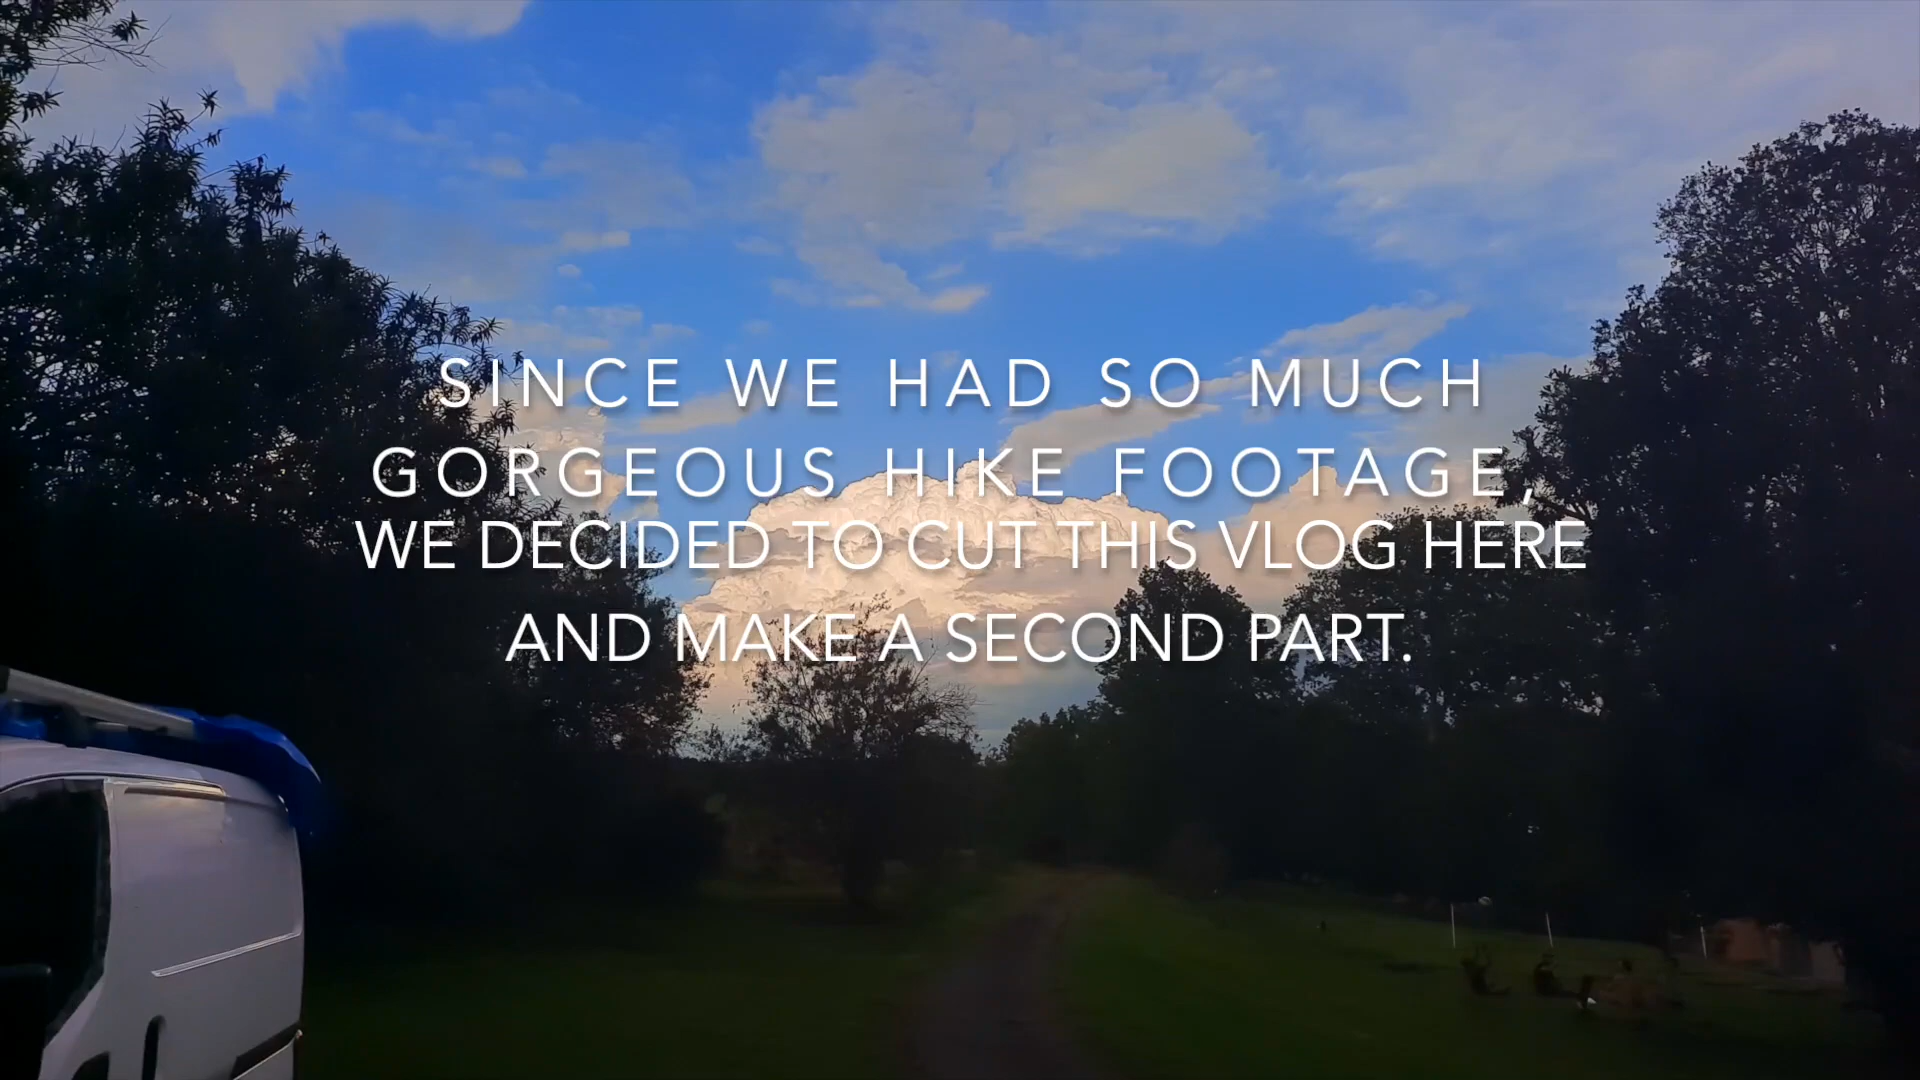 SINCE WE HAD SO MUCH
GORGEOUS HIKE FOOTAGE,
WE DECIDED TO CUT THIS VLOG HERE
AND MAKE A SECOND PART.